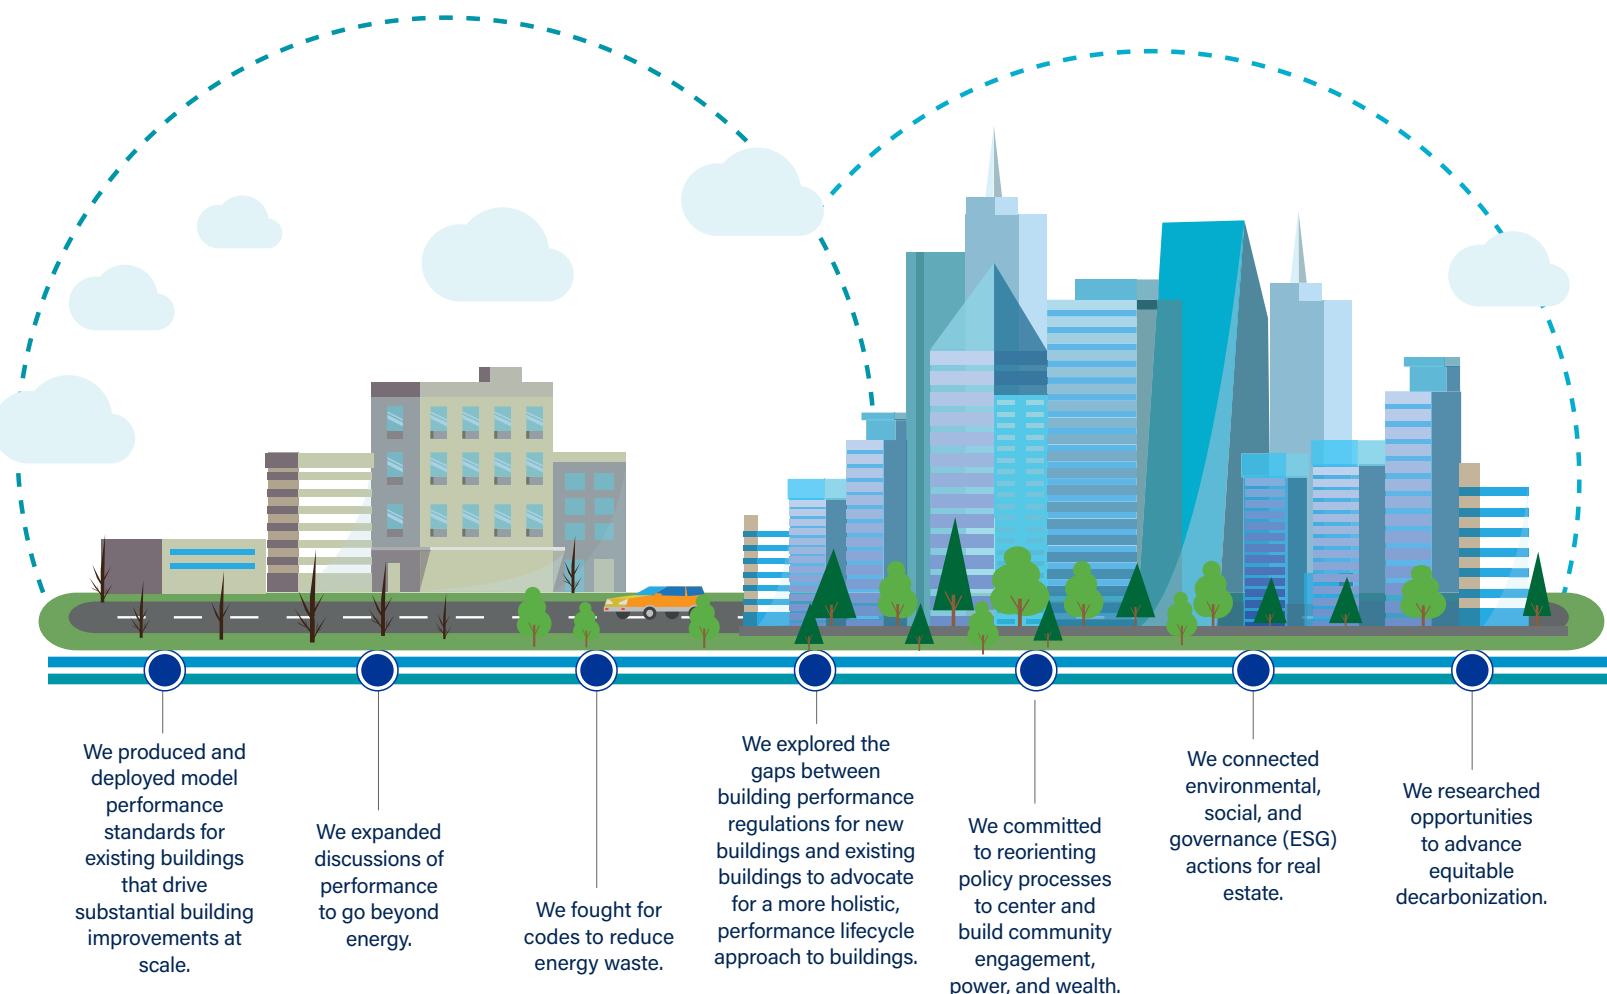 We produced and
deployed model
performance
standards for
existing buildings
that drive
substantial building
improvements at
scale.
We expanded
discussions of
performance
to go beyond
energy.
We fought for
codes to reduce
energy waste.
We explored the
gaps between
building performance
regulations for new
buildings and existing
buildings to advocate
for a more holistic,
performance lifecycle
approach to buildings.
We committed
to reorienting
policy processes
to center and
build community
engagement,
power, and wealth.
We connected
environmental,
social, and
governance (ESG)
actions for real
estate.
We researched
opportunities
to advance
equitable
decarbonization.